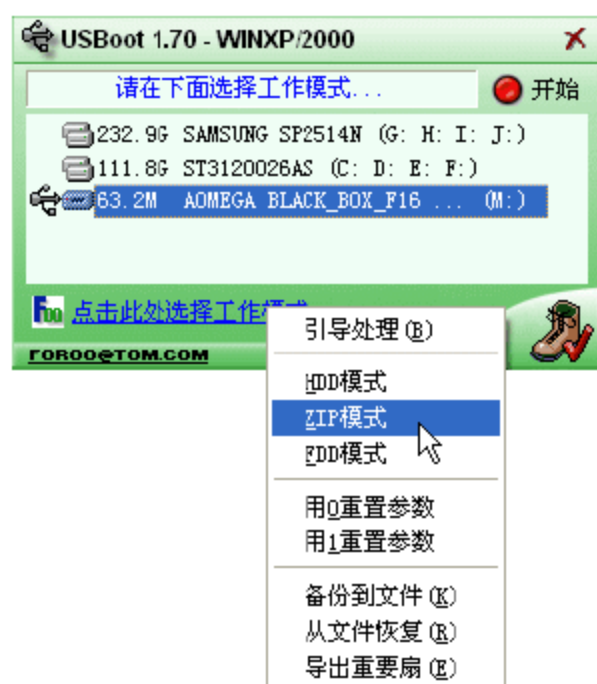 USBoot 1.70 - WINXP/2000
请在下面选择工作模式...
开始
232.9G SAMSUNG SP2514N (G: H: I: J:)
111.8G ST3120026AS (C: D: E: F:)
63.2M AOMEGA BLACK_BOX_F16 ... (M:)
Foo 点击此处选择工作模式
FOROO@TOM.COM
引导处理(B)
HDD模式
ZIP模式
FDD模式
用0重置参数
用1重置参数
备份到文件(K)
从文件恢复(R)
导出重要扇(E)